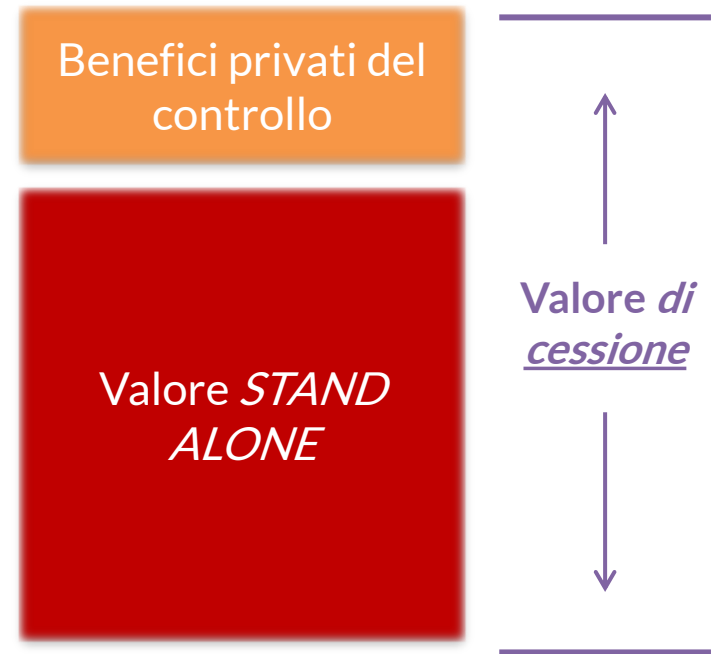 Benefici privati del
controllo
Valore STAND
ALONE
Valore di
cessione